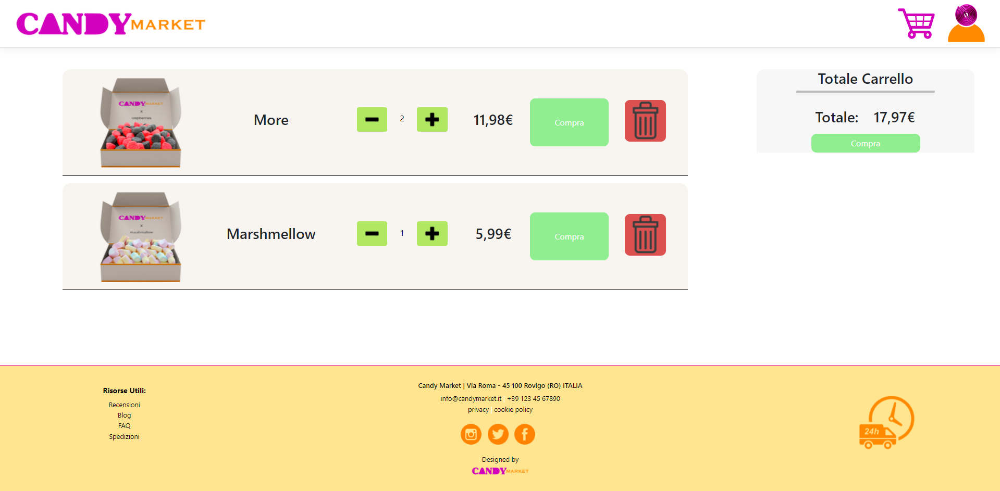 CANDYMARKET
CANDYMARKET
x
raspberries
More
2
11,98€
Compra
Totale Carrello
Totale: 17,97€
Compra
CANDYMARKET
x
marshmallow
Marshmellow
1
5,99€
Compra
Risorse Utili:
Recensioni
Blog
FAQ
Spedizioni
Candy Market | Via Roma - 45100 Rovigo (RO) ITALIA
info@candymarket.it | +39 123 45 67890
privacy | cookie policy
Designed by
CANDYMARKET
24h